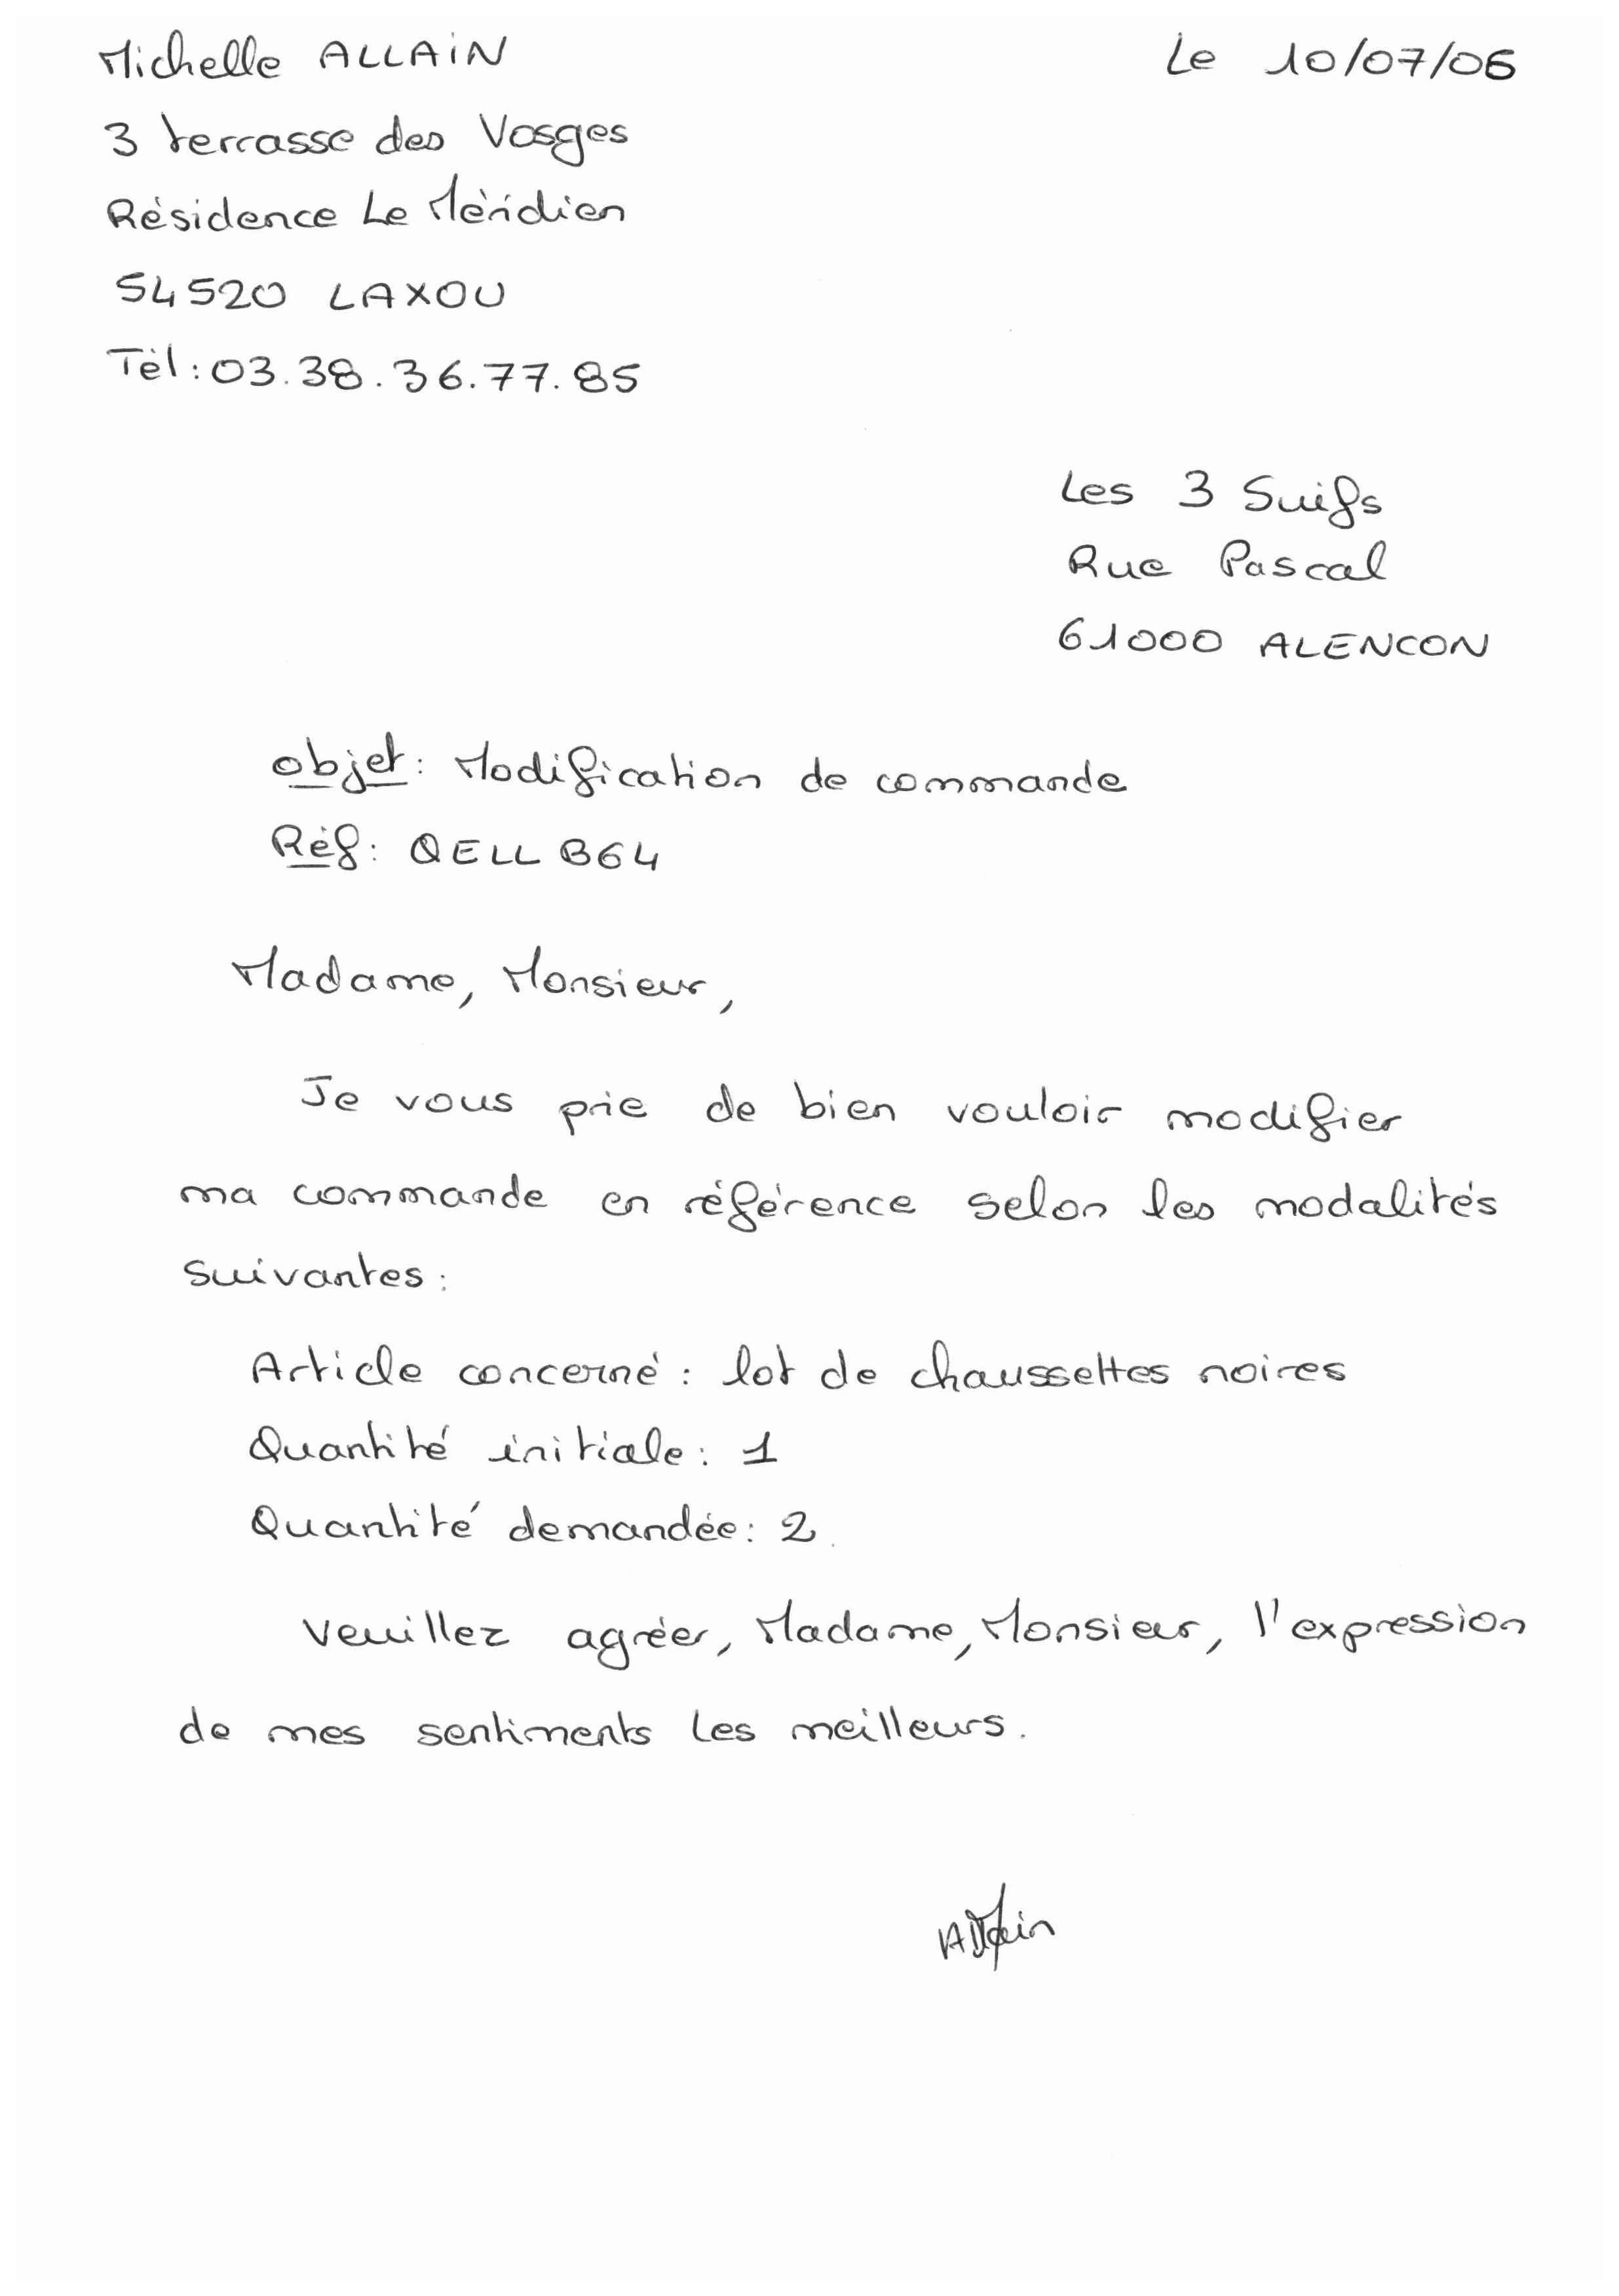 Michelle ALLAIN
Le 10/07/06
3 terrasse des Vosges
Résidence Le Méridien
54520 LAXOU
Tél : 03.38.36.77.85
Les 3 Suifs
Rue Pascal
61000 ALENCON
Objet : Modification de commande
Réf : QELLB64
Madame, Monsieur,
Je vous prie de bien vouloir modifier
ma commande en référence selon les modalités
suivantes :
Article concerné : lot de chaussettes noires
Quantité initiale : 1
Quantité demandée : 2.
Veuillez agréer, Madame, Monsieur, l'expression
de mes sentiments les meilleurs.
Allain